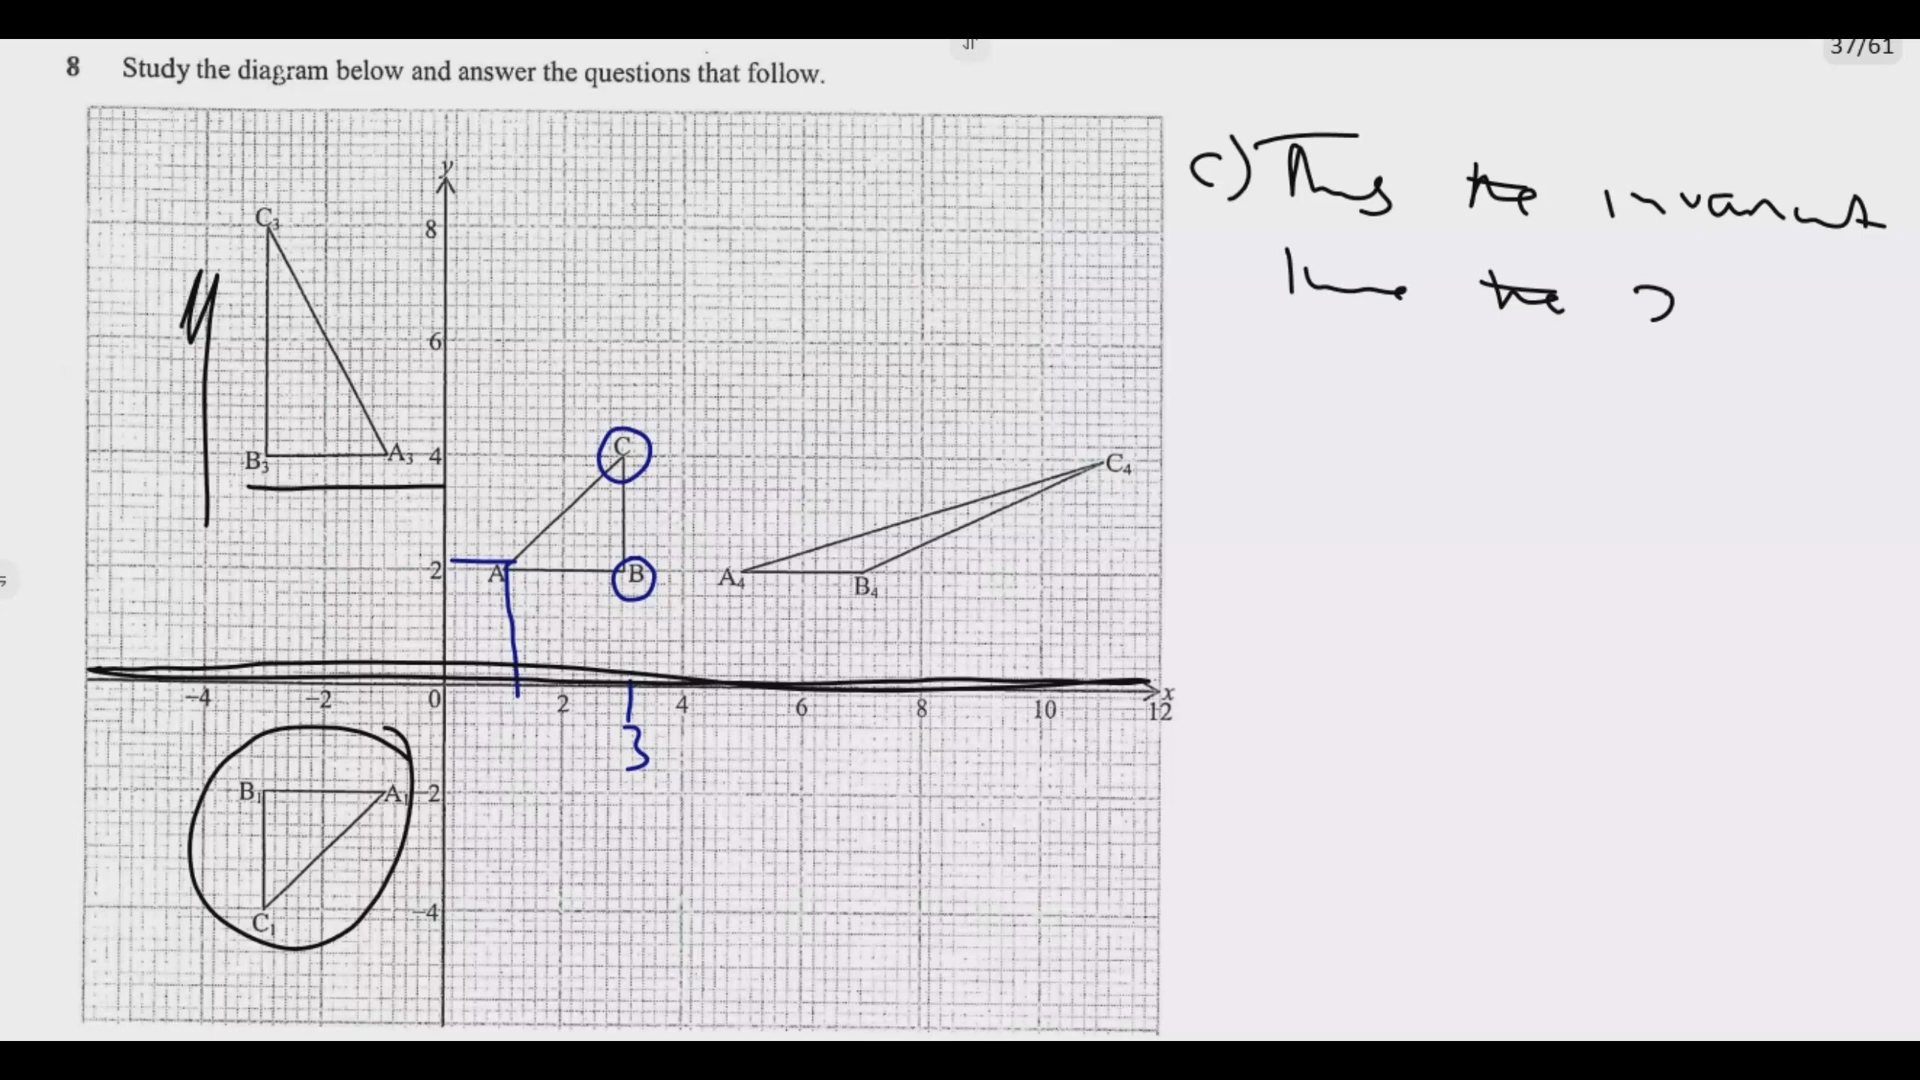 37/61
8 Study the diagram below and answer the questions that follow.
y
C₃
8
6
B₃ A₃ 4
C
C₄
2 A B A₄ B₄
-4 -2 0 2 4 6 8 10 12 x
3
B₁ A₁ -2
C₁ -4
c) Thus the invariant
line the